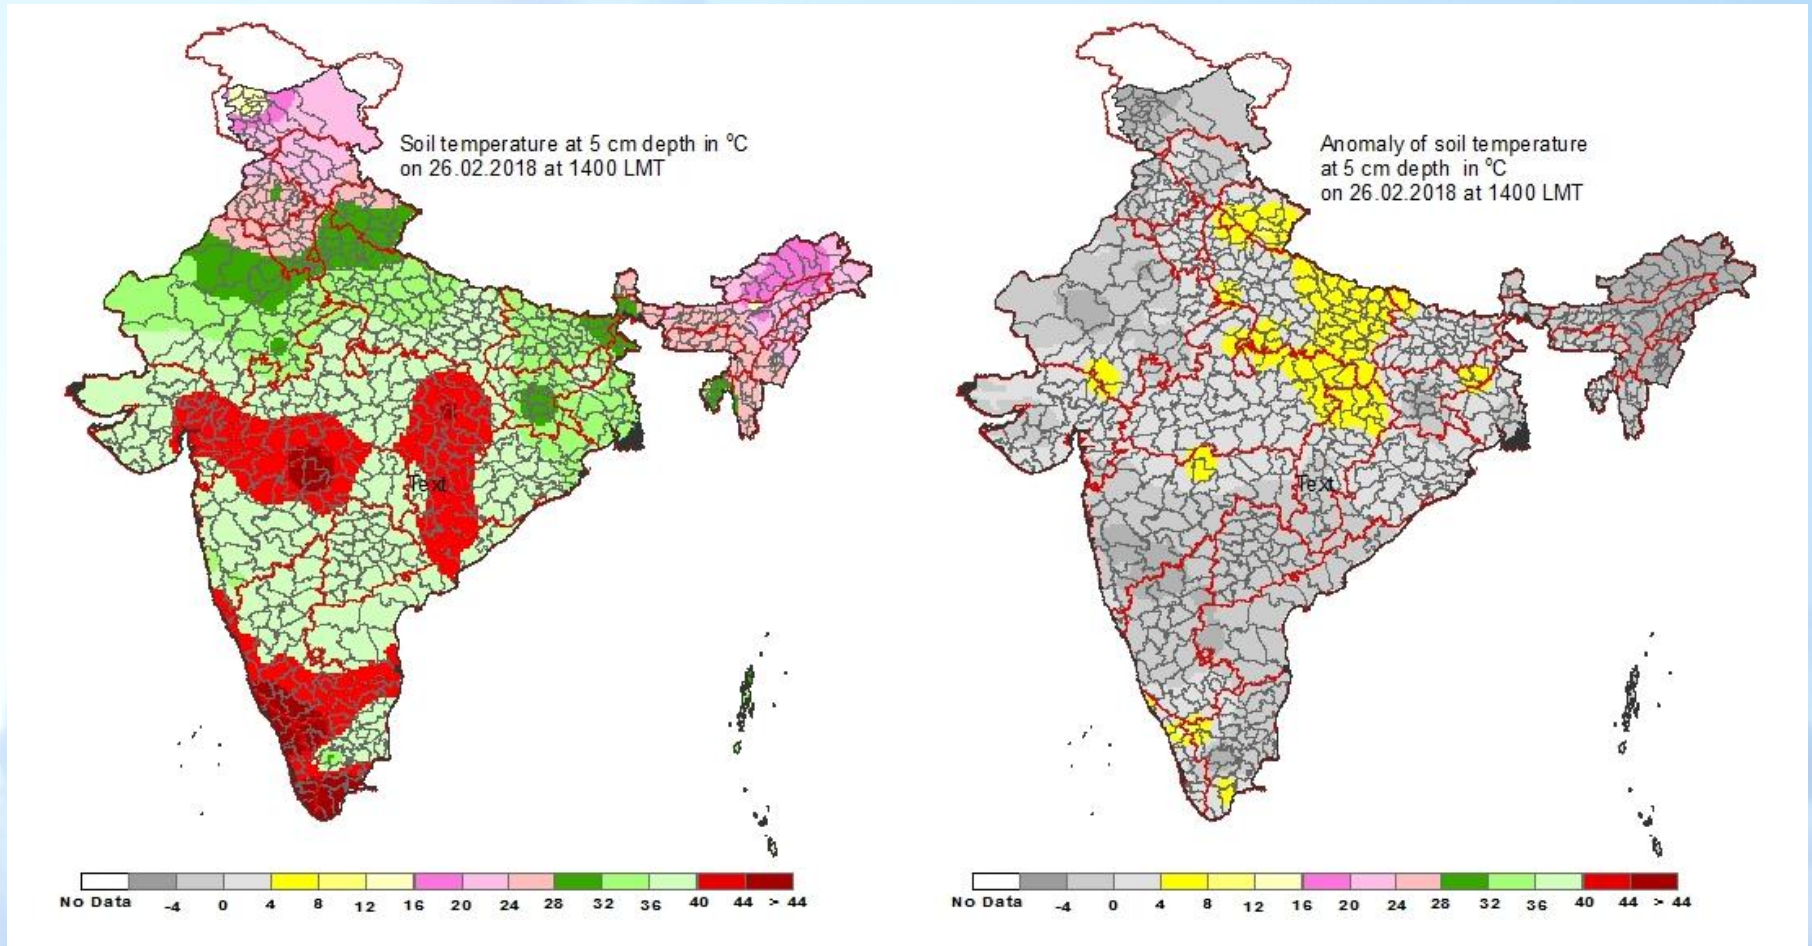 Soil temperature at 5 cm depth in °C
on 26.02.2018 at 1400 LMT
Text
No Data -4 0 4 8 12 16 20 24 28 32 36 40 44 > 44
Anomaly of soil temperature
at 5 cm depth in °C
on 26.02.2018 at 1400 LMT
Text
No Data -4 0 4 8 12 16 20 24 28 32 36 40 44 > 44